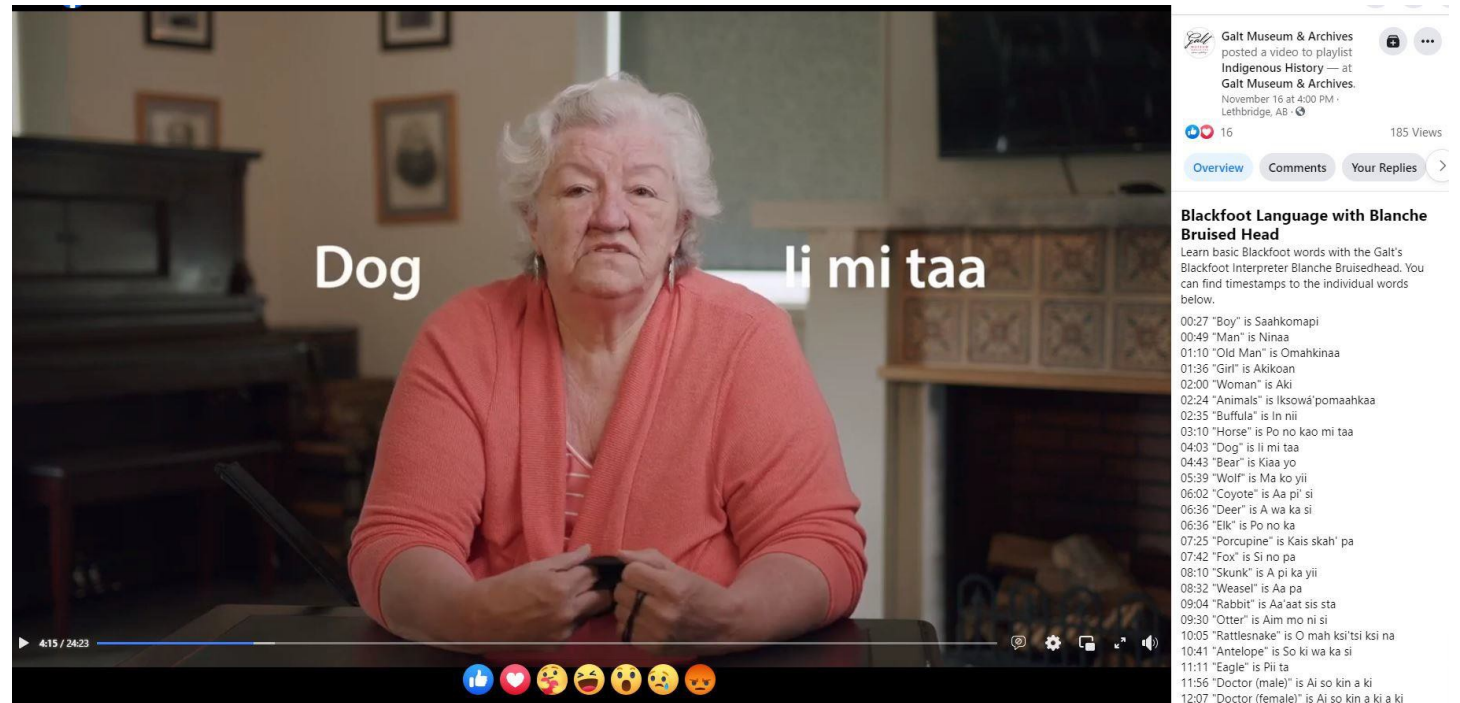 Dog
Ii mi taa
4:15 / 24:23
Galt Museum & Archives
posted a video to playlist
Indigenous History — at
Galt Museum & Archives.
November 16 at 4:00 PM ·
Lethbridge, AB ·
16
185 Views
Overview
Comments
Your Replies
Blackfoot Language with Blanche
Bruised Head
Learn basic Blackfoot words with the Galt's
Blackfoot Interpreter Blanche Bruisedhead. You
can find timestamps to the individual words
below.
00:27 "Boy" is Saahkomapi
00:49 "Man" is Ninaa
01:10 "Old Man" is Omahkinaa
01:36 "Girl" is Akikoan
02:00 "Woman" is Aki
02:24 "Animals" is Iksowá'pomaahkaa
02:35 "Buffula" is In nii
03:10 "Horse" is Po no kao mi taa
04:03 "Dog" is Ii mi taa
04:43 "Bear" is Kiaa yo
05:39 "Wolf" is Ma ko yii
06:02 "Coyote" is Aa pi' si
06:36 "Deer" is A wa ka si
06:36 "Elk" is Po no ka
07:25 "Porcupine" is Kais skah' pa
07:42 "Fox" is Si no pa
08:10 "Skunk" is A pi ka yii
08:32 "Weasel" is Aa pa
09:04 "Rabbit" is Aa'aat sis sta
09:30 "Otter" is Aim mo ni si
10:05 "Rattlesnake" is O mah ksi'tsi ksi na
10:41 "Antelope" is So ki wa ka si
11:11 "Eagle" is Pii ta
11:56 "Doctor (male)" is Ai so kin a ki
12:07 "Doctor (female)" is Ai so kin a ki a ki